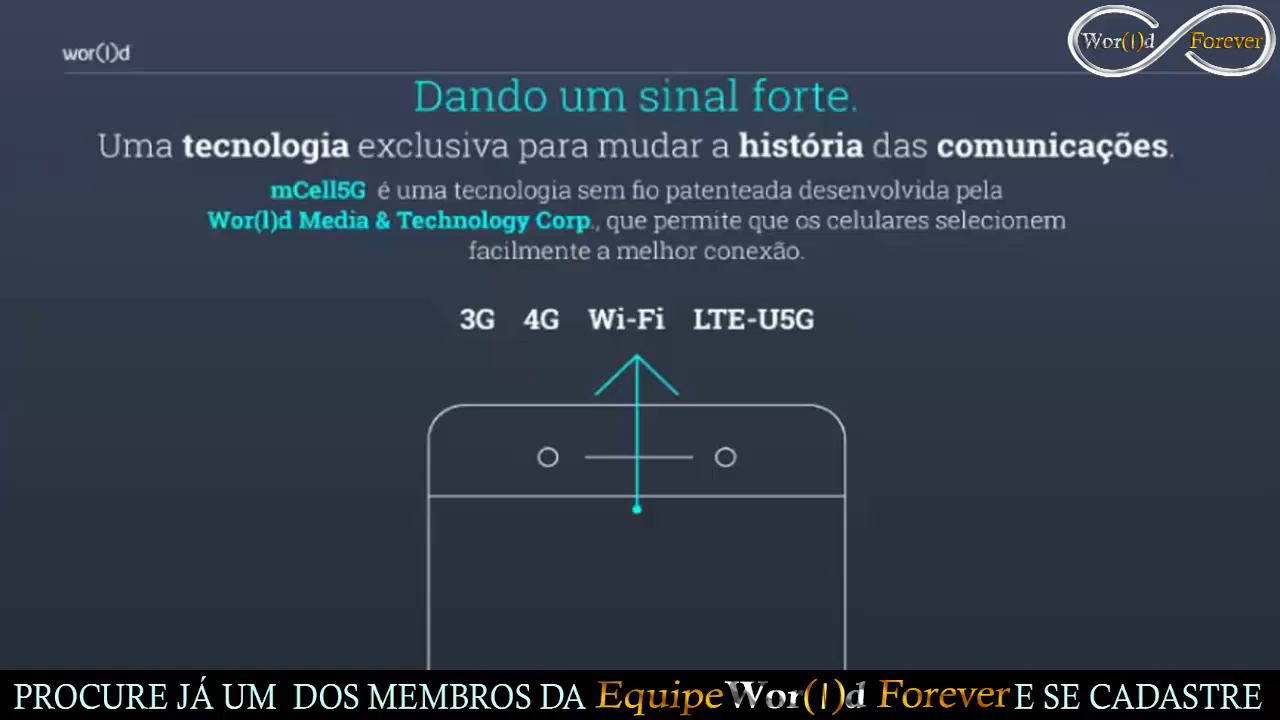 wor(l)d
Wor(l)d Forever
Dando um sinal forte.
Uma tecnologia exclusiva para mudar a história das comunicações.
mCell5G é uma tecnologia sem fio patenteada desenvolvida pela
Wor(l)d Media & Technology Corp., que permite que os celulares selecionem
facilmente a melhor conexão.
3G 4G Wi-Fi LTE-U5G
PROCURE JÁ UM DOS MEMBROS DA Equipe Wor(l)d Forever E SE CADASTRE